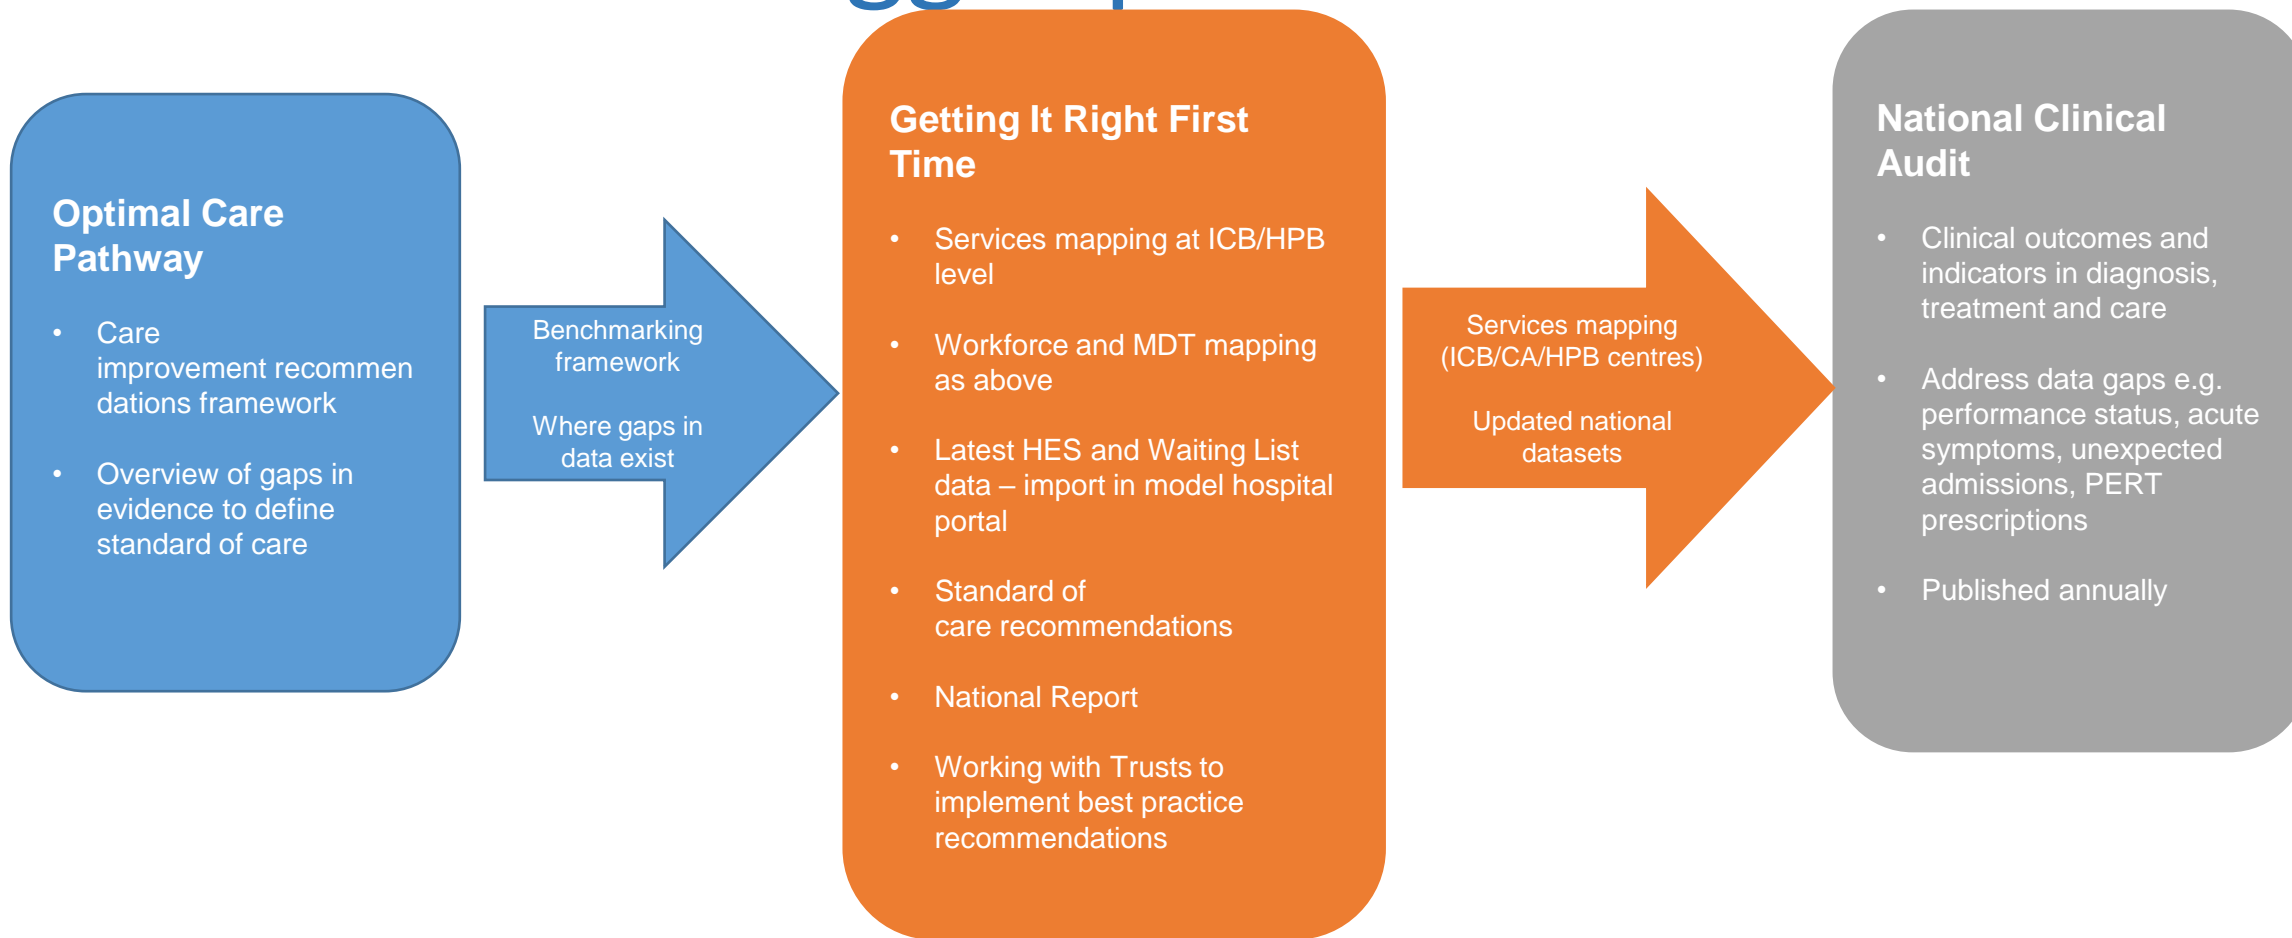 Optimal Care
Pathway
• Care
improvement recommen
dations framework
• Overview of gaps in
evidence to define
standard of care
Benchmarking
framework
Where gaps in
data exist
Getting It Right First
Time
• Services mapping at ICB/HPB
level
• Workforce and MDT mapping
as above
• Latest HES and Waiting List
data – import in model hospital
portal
• Standard of
care recommendations
• National Report
• Working with Trusts to
implement best practice
recommendations
Services mapping
(ICB/CA/HPB centres)
Updated national
datasets
National Clinical
Audit
• Clinical outcomes and
indicators in diagnosis,
treatment and care
• Address data gaps e.g.
performance status, acute
symptoms, unexpected
admissions, PERT
prescriptions
• Published annually